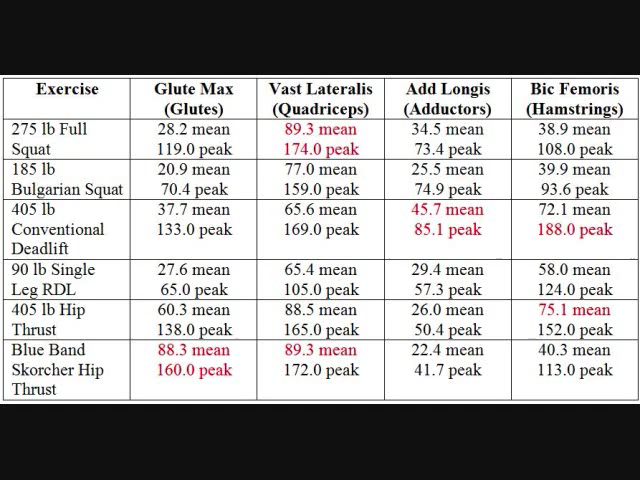 Exercise Glute Max Vast Lateralis Add Longis Bic Femoris
(Glutes) (Quadriceps) (Adductors) (Hamstrings)
275 lb Full 28.2 mean 89.3 mean 34.5 mean 38.9 mean
Squat 119.0 peak 174.0 peak 73.4 peak 108.0 peak
185 lb 20.9 mean 77.0 mean 25.5 mean 39.9 mean
Bulgarian Squat 70.4 peak 159.0 peak 74.9 peak 93.6 peak
405 lb 37.7 mean 65.6 mean 45.7 mean 72.1 mean
Conventional 133.0 peak 169.0 peak 85.1 peak 188.0 peak
Deadlift
90 lb Single 27.6 mean 65.4 mean 29.4 mean 58.0 mean
Leg RDL 65.0 peak 105.0 peak 57.3 peak 124.0 peak
405 lb Hip 60.3 mean 88.5 mean 26.0 mean 75.1 mean
Thrust 138.0 peak 165.0 peak 50.4 peak 152.0 peak
Blue Band 88.3 mean 89.3 mean 22.4 mean 40.3 mean
Skorcher Hip 160.0 peak 172.0 peak 41.7 peak 113.0 peak
Thrust